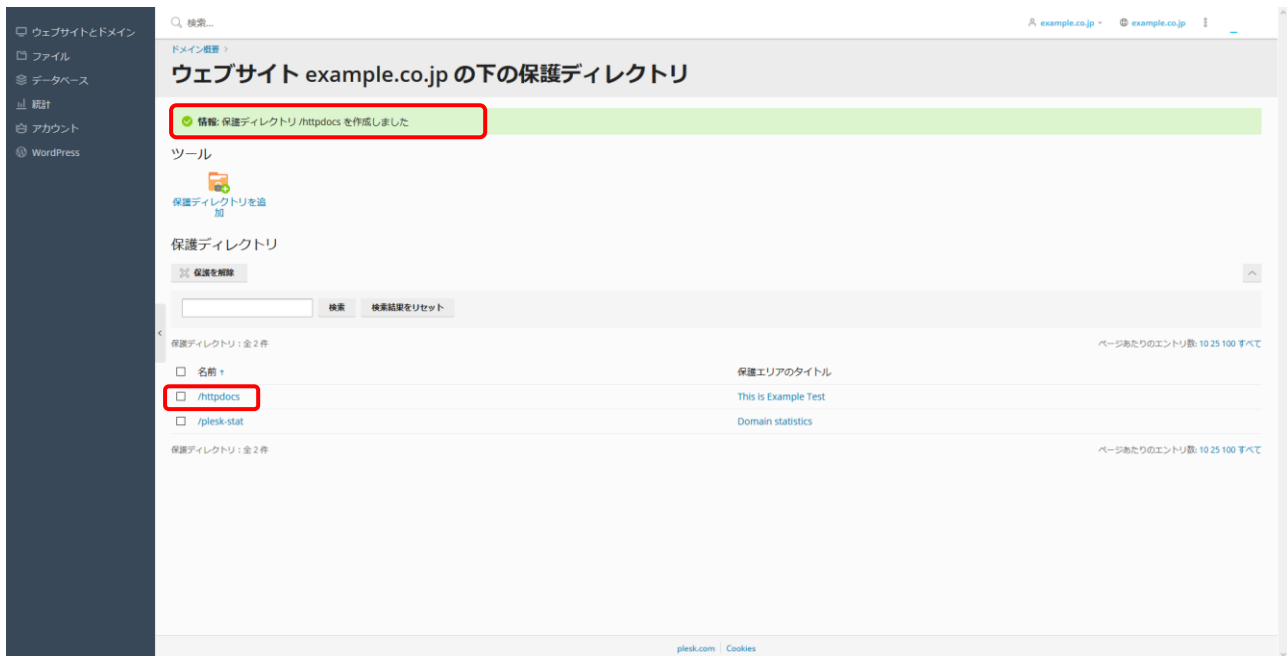 ウェブサイトとドメイン
ファイル
データベース
統計
アカウント
WordPress
検索...
example.co.jp
example.co.jp
ドメイン概要 >
ウェブサイト example.co.jp の下の保護ディレクトリ
情報: 保護ディレクトリ /httpdocs を作成しました
ツール
保護ディレクトリを追
加
保護ディレクトリ
保護を解除
検索 検索結果をリセット
保護ディレクトリ : 全 2 件 ページあたりのエントリ数: 10 25 100 すべて
名前 ↑ 保護エリアのタイトル
/httpdocs This is Example Test
/plesk-stat Domain statistics
保護ディレクトリ : 全 2 件 ページあたりのエントリ数: 10 25 100 すべて
plesk.com Cookies